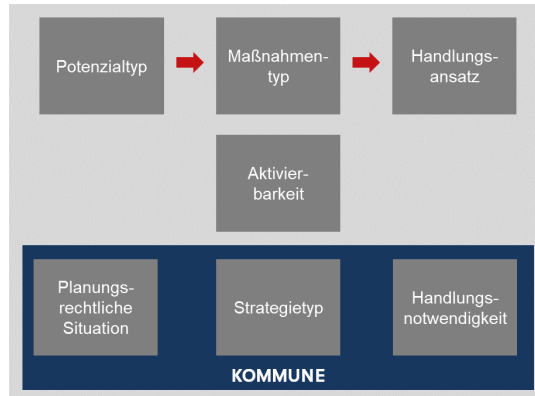 Potenzialtyp
Maßnahmen-
typ
Handlungs-
ansatz
Aktivier-
barkeit
Planungs-
rechtliche
Situation
Strategietyp
Handlungs-
notwendigkeit
KOMMUNE